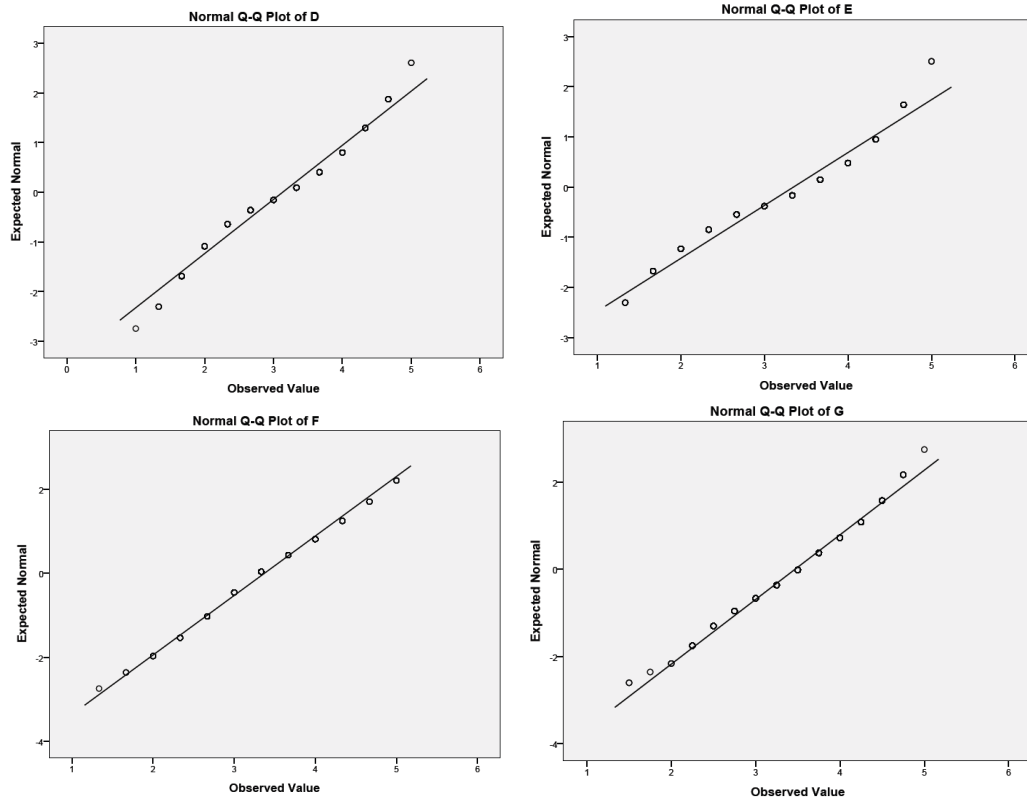 Normal Q-Q Plot of D
3
2
1
0
-1
-2
-3
Expected Normal
0 1 2 3 4 5 6
Observed Value
Normal Q-Q Plot of E
3
2
1
0
-1
-2
-3
Expected Normal
1 2 3 4 5 6
Observed Value
Normal Q-Q Plot of F
2
0
-2
-4
Expected Normal
1 2 3 4 5 6
Observed Value
Normal Q-Q Plot of G
2
0
-2
-4
Expected Normal
1 2 3 4 5 6
Observed Value